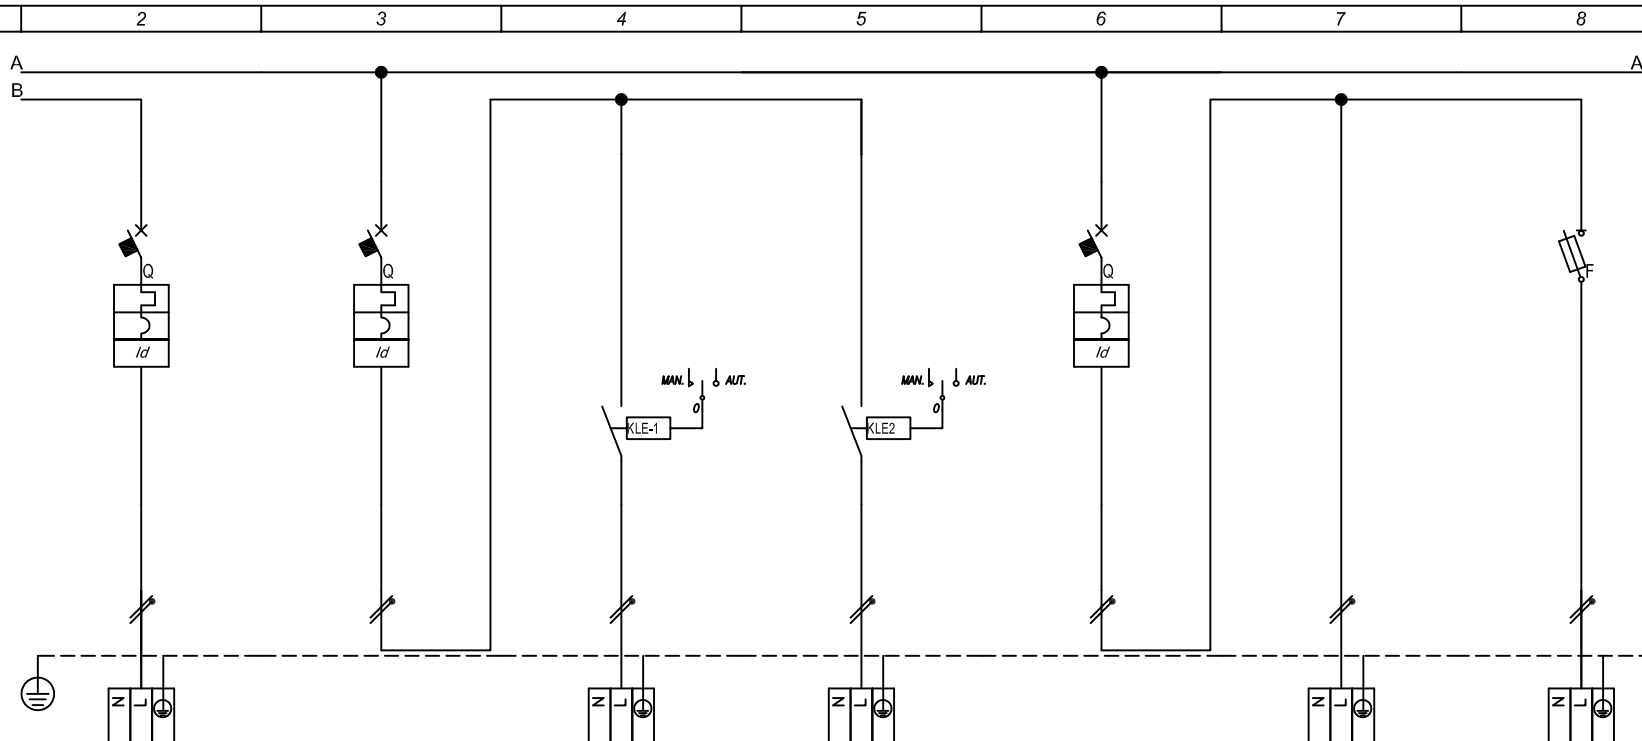 2 3 4 5 6 7 8
A A
B
Q Q Q F
Id Id Id
MAN. AUT. MAN. AUT.
0 0
KLE-1 KLE2
N L N L N L N L N L